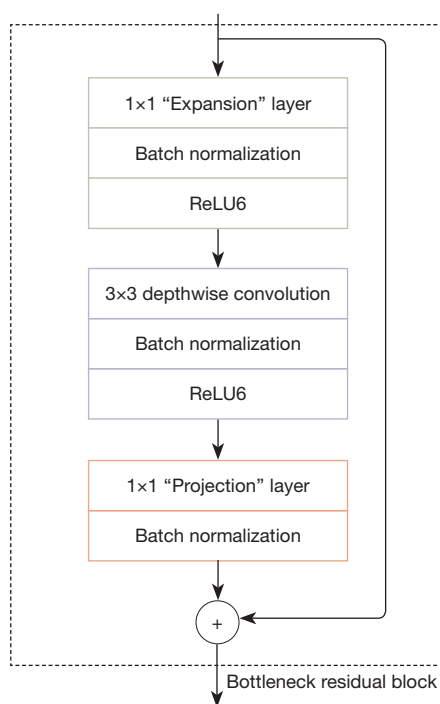 1×1 “Expansion” layer
Batch normalization
ReLU6
3×3 depthwise convolution
Batch normalization
ReLU6
1×1 “Projection” layer
Batch normalization
+
Bottleneck residual block